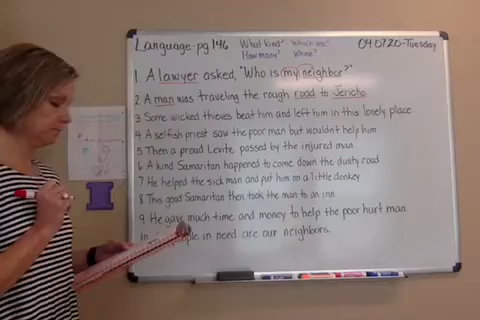 Language - pg 146 What kind? Which one? 04.07.20 - Tuesday
How many? Whose?
1 A lawyer asked, "Who is my neighbor?"
2 A man was traveling the rough road to Jericho
3 Some wicked thieves beat him and left him in this lonely place
4 A selfish priest saw the poor man but wouldn't help him
5 Then a proud Levite passed by the injured man
6 A kind Samaritan happened to come down the dusty road
7 He helped the sick man and put him on a little donkey
8 This good Samaritan then took the man to an inn
9 He gave much time and money to help the poor hurt man
10 in need are our neighbors.